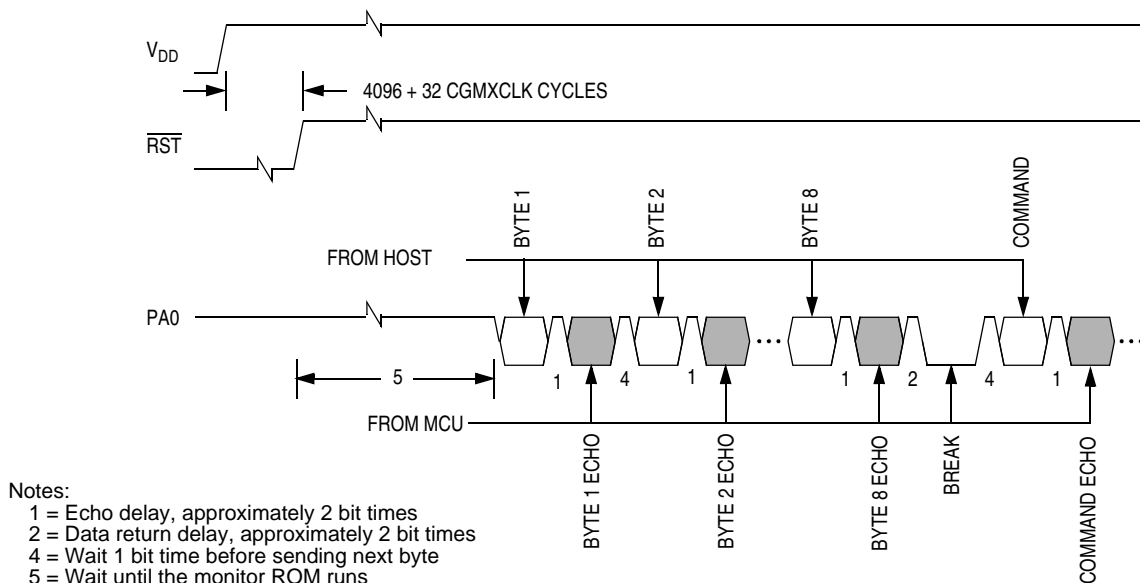 VDD
4096 + 32 CGMXCLK CYCLES
RST
FROM HOST
BYTE 1
BYTE 2
BYTE 8
COMMAND
PA0
5
1
4
1
1
2
4
1
FROM MCU
BYTE 1 ECHO
BYTE 2 ECHO
BYTE 8 ECHO
BREAK
COMMAND ECHO
Notes:
1 = Echo delay, approximately 2 bit times
2 = Data return delay, approximately 2 bit times
4 = Wait 1 bit time before sending next byte
5 = Wait until the monitor ROM runs